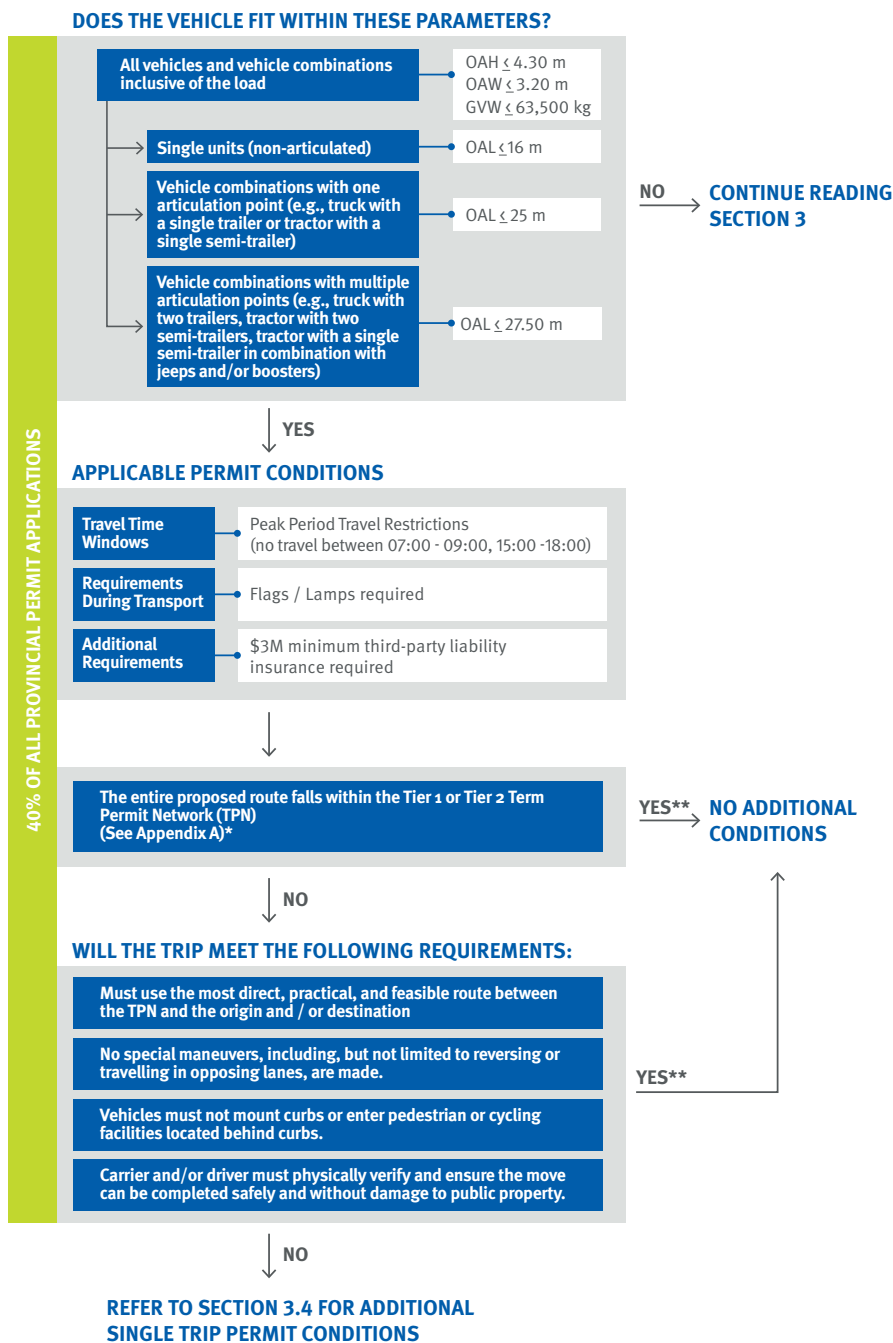 DOES THE VEHICLE FIT WITHIN THESE PARAMETERS?
All vehicles and vehicle combinations
inclusive of the load
OAH ≤ 4.30 m
OAW ≤ 3.20 m
GVW ≤ 63,500 kg
Single units (non-articulated)
OAL ≤16 m
Vehicle combinations with one
articulation point (e.g., truck with
a single trailer or tractor with a
single semi-trailer)
OAL ≤ 25 m
Vehicle combinations with multiple
articulation points (e.g., truck with
two trailers, tractor with two
semi-trailers, tractor with a single
semi-trailer in combination with
jeeps and/or boosters)
OAL ≤ 27.50 m
NO
CONTINUE READING
SECTION 3
YES
40% OF ALL PROVINCIAL PERMIT APPLICATIONS
APPLICABLE PERMIT CONDITIONS
Travel Time
Windows
Peak Period Travel Restrictions
(no travel between 07:00 - 09:00, 15:00 -18:00)
Requirements
During Transport
Flags / Lamps required
Additional
Requirements
$3M minimum third-party liability
insurance required
The entire proposed route falls within the Tier 1 or Tier 2 Term
Permit Network (TPN)
(See Appendix A)*
YES**
NO ADDITIONAL
CONDITIONS
NO
WILL THE TRIP MEET THE FOLLOWING REQUIREMENTS:
Must use the most direct, practical, and feasible route between
the TPN and the origin and / or destination
No special maneuvers, including, but not limited to reversing or
travelling in opposing lanes, are made.
YES**
Vehicles must not mount curbs or enter pedestrian or cycling
facilities located behind curbs.
Carrier and/or driver must physically verify and ensure the move
can be completed safely and without damage to public property.
NO
REFER TO SECTION 3.4 FOR ADDITIONAL
SINGLE TRIP PERMIT CONDITIONS